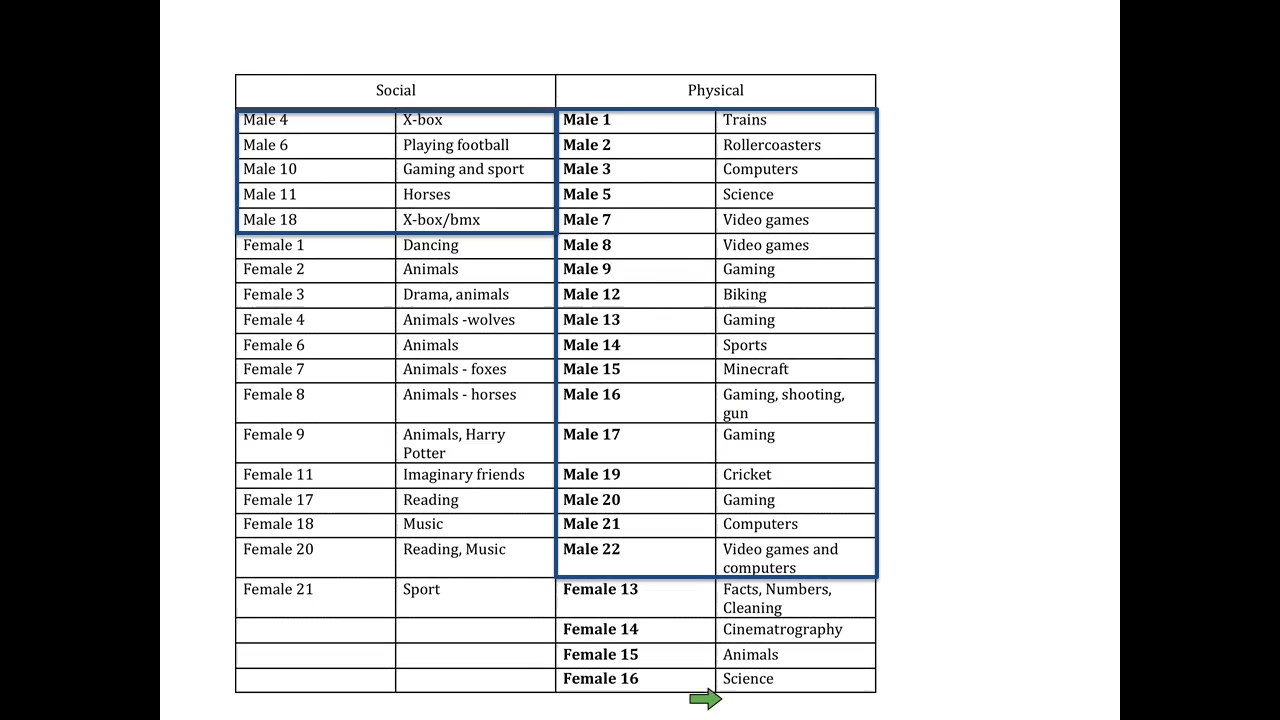 Social Physical
Male 4 X-box Male 1 Trains
Male 6 Playing football Male 2 Rollercoasters
Male 10 Gaming and sport Male 3 Computers
Male 11 Horses Male 5 Science
Male 18 X-box/bmx Male 7 Video games
Female 1 Dancing Male 8 Video games
Female 2 Animals Male 9 Gaming
Female 3 Drama, animals Male 12 Biking
Female 4 Animals -wolves Male 13 Gaming
Female 6 Animals Male 14 Sports
Female 7 Animals - foxes Male 15 Minecraft
Female 8 Animals - horses Male 16 Gaming, shooting,
gun
Female 9 Animals, Harry Male 17 Gaming
Potter
Female 11 Imaginary friends Male 19 Cricket
Female 17 Reading Male 20 Gaming
Female 18 Music Male 21 Computers
Female 20 Reading, Music Male 22 Video games and
computers
Female 21 Sport Female 13 Facts, Numbers,
Cleaning
Female 14 Cinematrography
Female 15 Animals
Female 16 Science